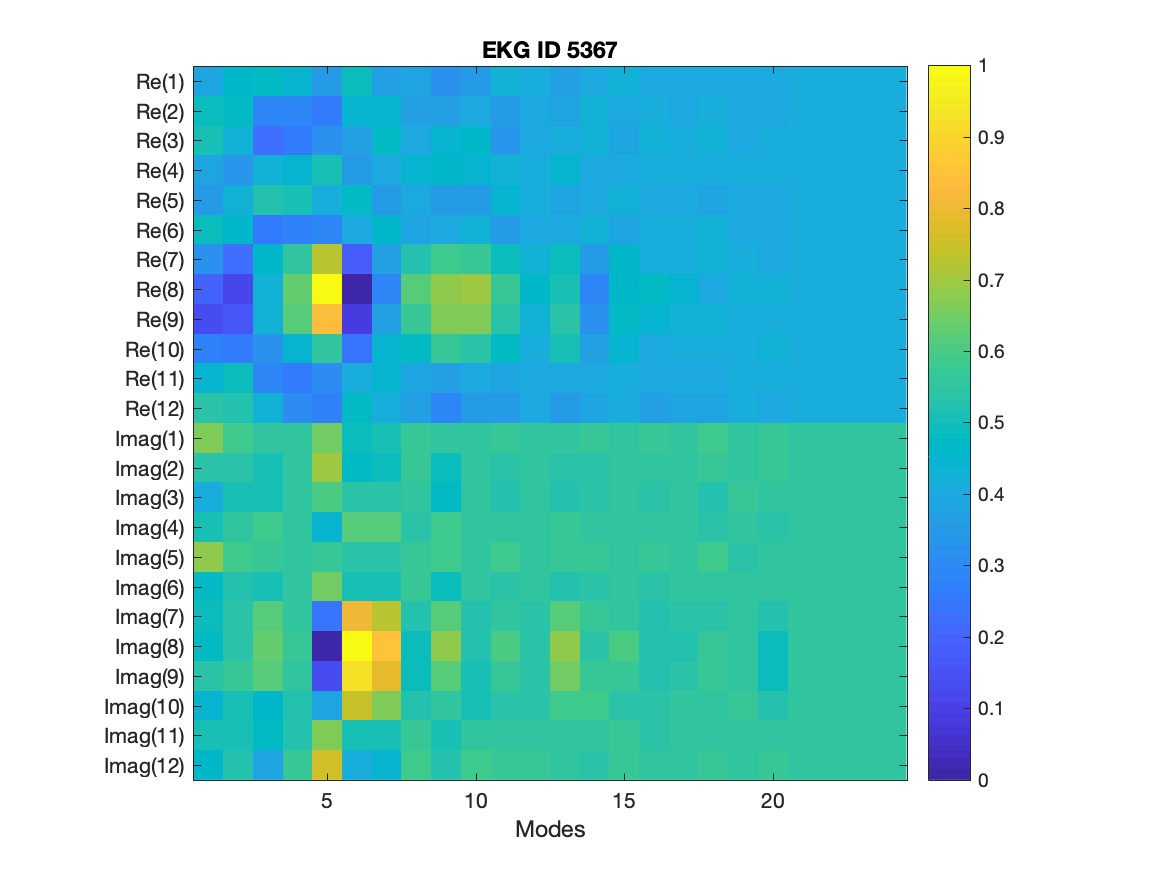 EKG ID 5367
Re(1)
Re(2)
Re(3)
Re(4)
Re(5)
Re(6)
Re(7)
Re(8)
Re(9)
Re(10)
Re(11)
Re(12)
Imag(1)
Imag(2)
Imag(3)
Imag(4)
Imag(5)
Imag(6)
Imag(7)
Imag(8)
Imag(9)
Imag(10)
Imag(11)
Imag(12)
5 10 15 20
Modes
1
0.9
0.8
0.7
0.6
0.5
0.4
0.3
0.2
0.1
0